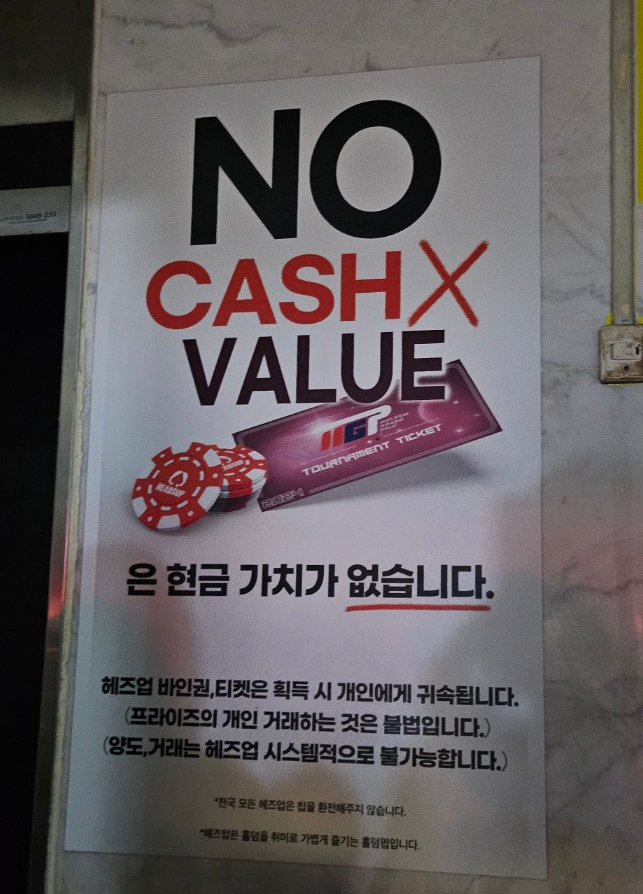 NO
CASH X
VALUE
GP
TOURNAMENT TICKET
2024
HEADSUP
은 현금 가치가 없습니다.
헤즈업 바인권,티켓은 획득 시 개인에게 귀속됩니다.
(프라이즈의 개인 거래하는 것은 불법입니다.)
(양도,거래는 헤즈업 시스템적으로 불가능합니다.)
*전국 모든 헤즈업은 칩을 환전해주지 않습니다.
*헤즈업은 홀덤을 취미로 가볍게 즐기는 홀덤펍입니다.